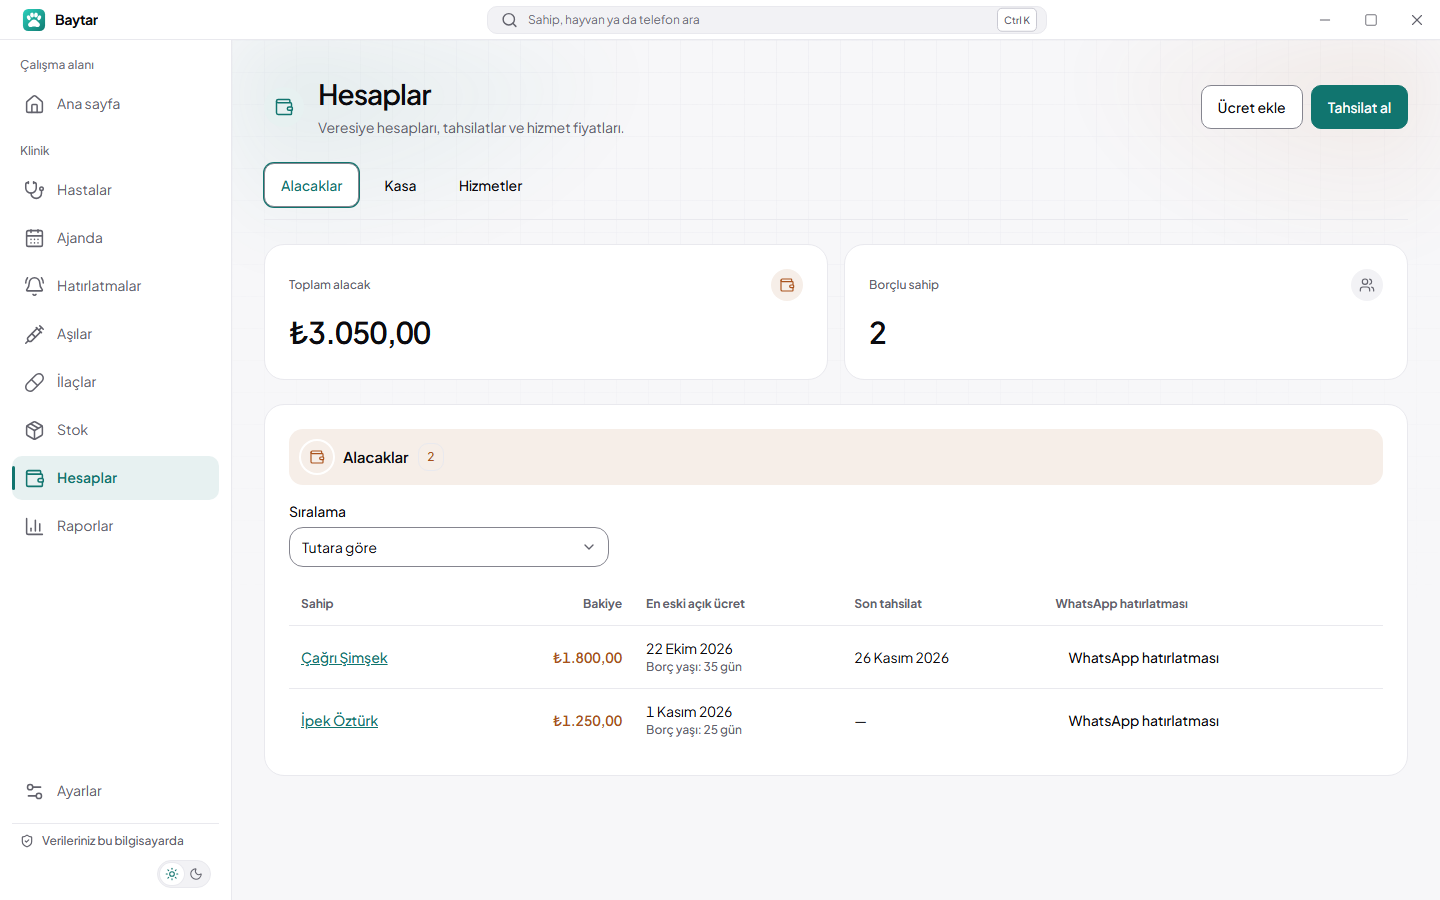 Baytar
Sahip, hayvan ya da telefon ara
Ctrl K
Çalışma alanı
Ana sayfa
Klinik
Hastalar
Ajanda
Hatırlatmalar
Aşılar
İlaçlar
Stok
Hesaplar
Raporlar
Ayarlar
Verileriniz bu bilgisayarda
Hesaplar
Veresiye hesapları, tahsilatlar ve hizmet fiyatları.
Ücret ekle
Tahsilat al
Alacaklar
Kasa
Hizmetler
Toplam alacak
₺3.050,00
Borçlu sahip
2
Alacaklar 2
Sıralama
Tutara göre
Sahip Bakiye En eski açık ücret Son tahsilat WhatsApp hatırlatması
Çağrı Şimşek ₺1.800,00 22 Ekim 2026 26 Kasım 2026 WhatsApp hatırlatması
Borç yaşı: 35 gün
İpek Öztürk ₺1.250,00 1 Kasım 2026 — WhatsApp hatırlatması
Borç yaşı: 25 gün